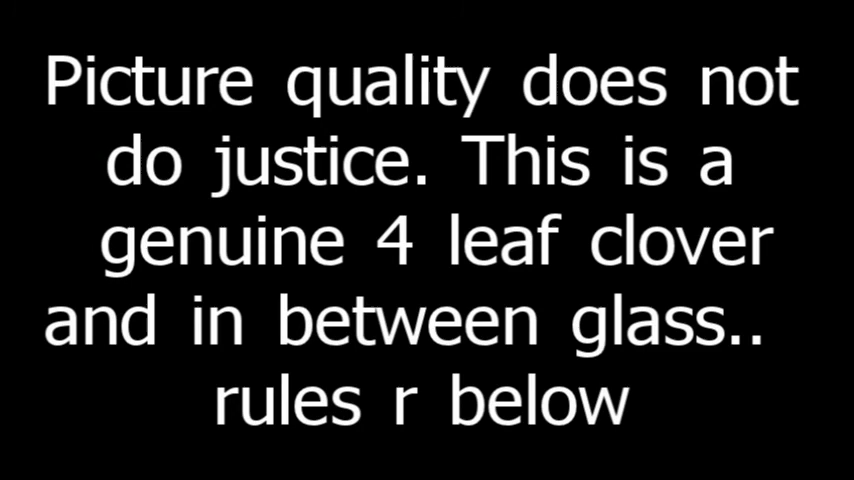 Picture quality does not
do justice. This is a
genuine 4 leaf clover
and in between glass..
rules r below